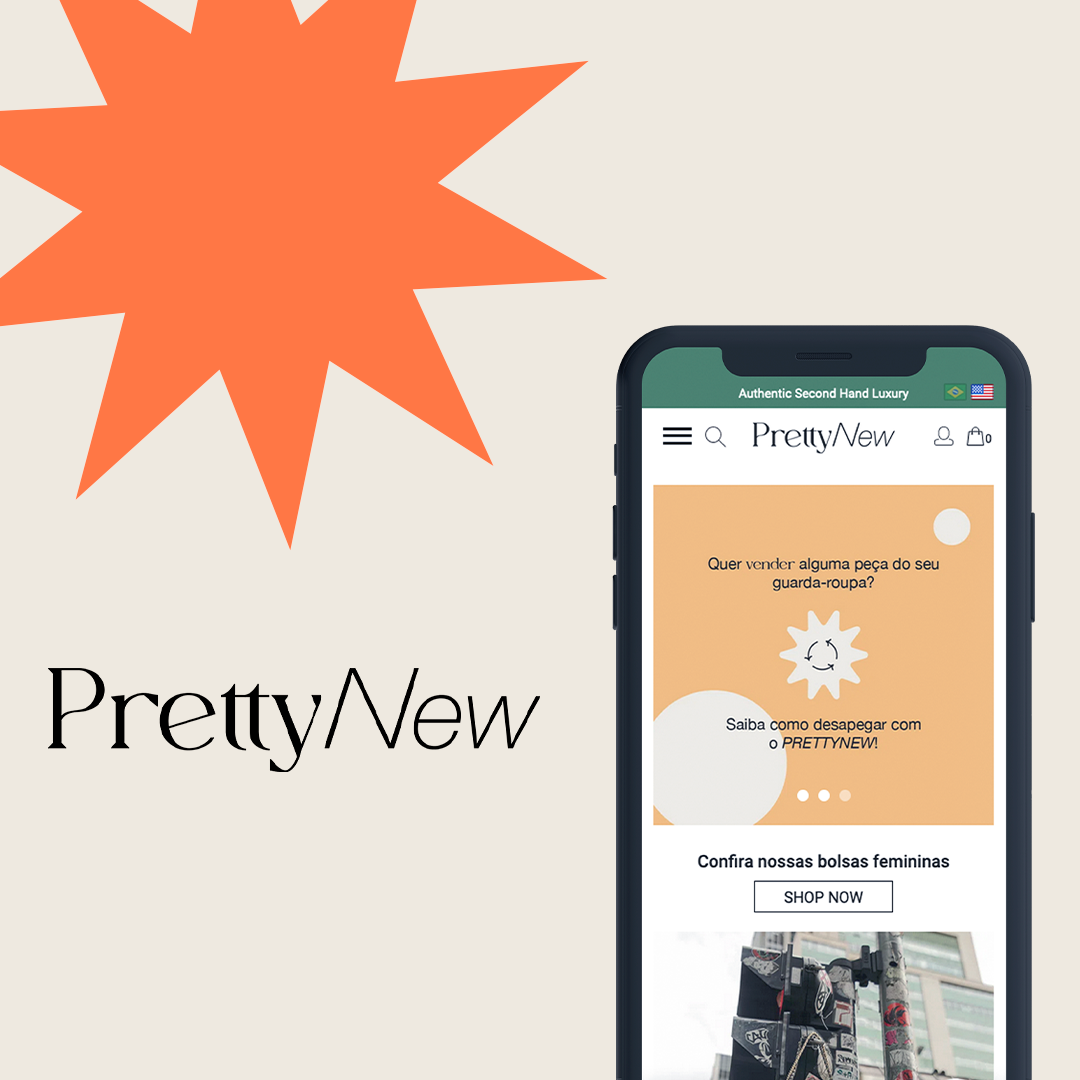 PrettyNew
Authentic Second Hand Luxury
PrettyNew
0
Quer vender alguma peça do seu
guarda-roupa?
Saiba como desapegar com
o PRETTYNEW!
Confira nossas bolsas femininas
SHOP NOW